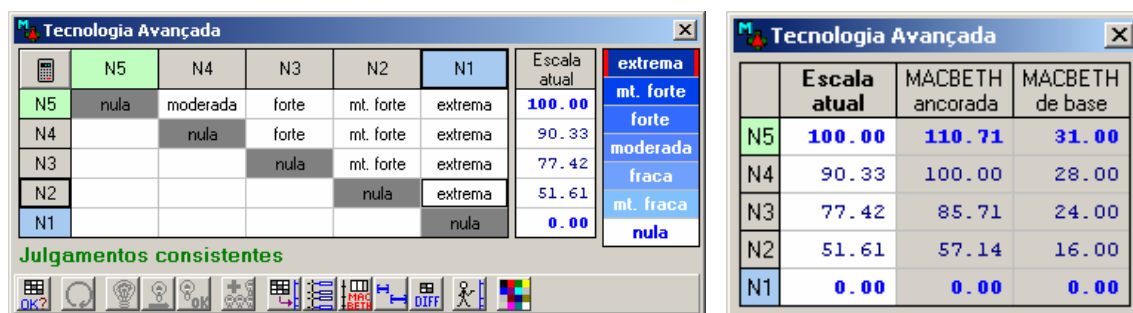 Tecnologia Avançada
N5 N4 N3 N2 N1 Escala atual
N5 nula moderada forte mt. forte extrema 100.00
N4 nula forte mt. forte extrema 90.33
N3 nula mt. forte extrema 77.42
N2 nula extrema 51.61
N1 nula 0.00
extrema
mt. forte
forte
moderada
fraca
mt. fraca
nula
Julgamentos consistentes
OK? OK MAC BETH DIFF
Tecnologia Avançada
Escala atual MACBETH ancorada MACBETH de base
N5 100.00 110.71 31.00
N4 90.33 100.00 28.00
N3 77.42 85.71 24.00
N2 51.61 57.14 16.00
N1 0.00 0.00 0.00